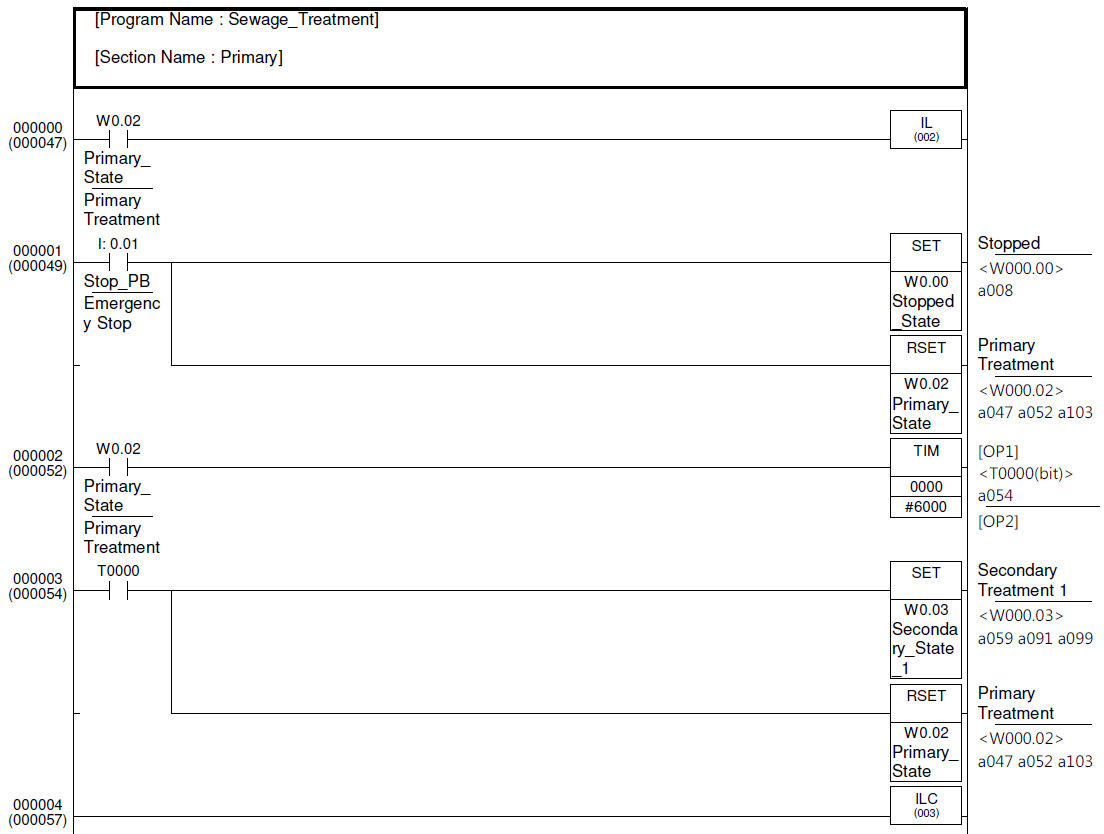 [Program Name : Sewage_Treatment]
[Section Name : Primary]
000000
(000047)
W0.02
Primary_
State
Primary
Treatment
IL
(002)
000001
(000049)
I: 0.01
Stop_PB
Emergenc
y Stop
SET
W0.00
Stopped
_State
Stopped
<W000.00>
a008
RSET
W0.02
Primary_
State
Primary
Treatment
<W000.02>
a047 a052 a103
000002
(000052)
W0.02
Primary_
State
Primary
Treatment
TIM
0000
#6000
[OP1]
<T0000(bit)>
a054
[OP2]
000003
(000054)
T0000
SET
W0.03
Seconda
ry_State
_1
Secondary
Treatment 1
<W000.03>
a059 a091 a099
RSET
W0.02
Primary_
State
Primary
Treatment
<W000.02>
a047 a052 a103
000004
(000057)
ILC
(003)